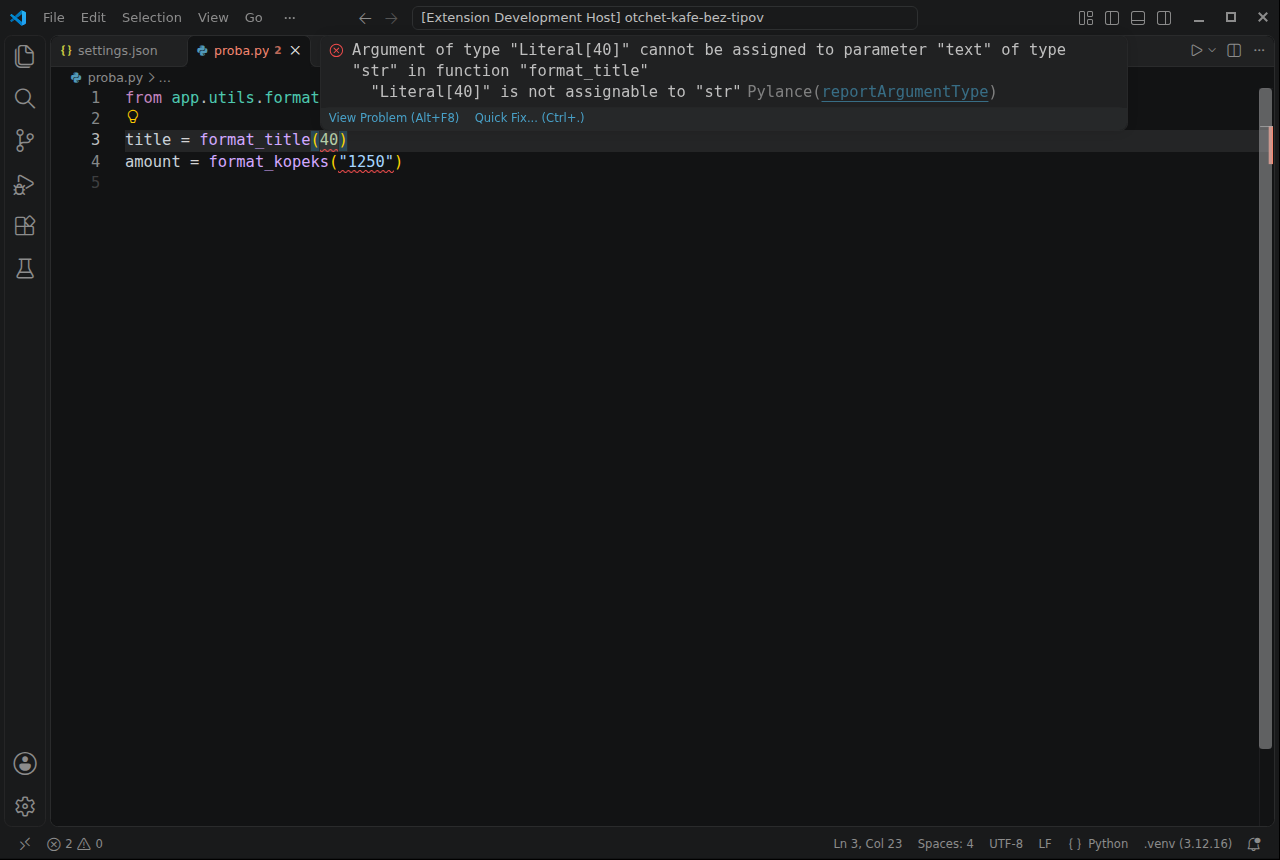 File Edit Selection View Go ···
[Extension Development Host] otchet-kafe-bez-tipov
{} settings.json
proba.py 2
proba.py > ...
Argument of type "Literal[40]" cannot be assigned to parameter "text" of type
"str" in function "format_title"
"Literal[40]" is not assignable to "str" Pylance(reportArgumentType)
View Problem (Alt+F8) Quick Fix... (Ctrl+.)
1 from app.utils.format
2
3 title = format_title(40)
4 amount = format_kopeks("1250")
5
2 0 Ln 3, Col 23 Spaces: 4 UTF-8 LF {} Python .venv (3.12.16)